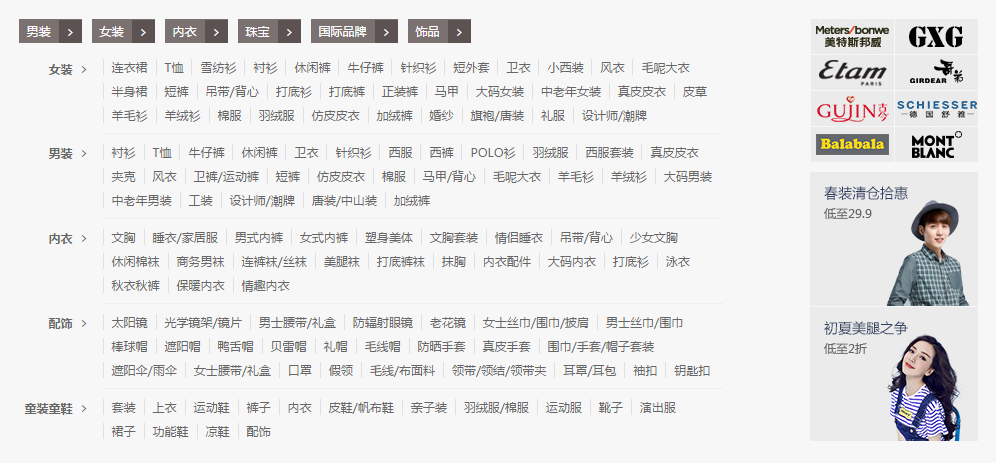 男装 > 女装 > 内衣 > 珠宝 > 国际品牌 > 饰品 >
女装 > 连衣裙 T恤 雪纺衫 衬衫 休闲裤 牛仔裤 针织衫 短外套 卫衣 小西装 风衣 毛呢大衣
半身裙 短裤 吊带/背心 打底衫 打底裤 正装裤 马甲 大码女装 中老年女装 真皮皮衣 皮草
羊毛衫 羊绒衫 棉服 羽绒服 仿皮皮衣 加绒裤 婚纱 旗袍/唐装 礼服 设计师/潮牌
男装 > 衬衫 T恤 牛仔裤 休闲裤 卫衣 针织衫 西服 西裤 POLO衫 羽绒服 西服套装 真皮皮衣
夹克 风衣 卫裤/运动裤 短裤 仿皮皮衣 棉服 马甲/背心 毛呢大衣 羊毛衫 羊绒衫 大码男装
中老年男装 工装 设计师/潮牌 唐装/中山装 加绒裤
内衣 > 文胸 睡衣/家居服 男式内裤 女式内裤 塑身美体 文胸套装 情侣睡衣 吊带/背心 少女文胸
休闲棉袜 商务男袜 连裤袜/丝袜 美腿袜 打底裤袜 抹胸 内衣配件 大码内衣 打底衫 泳衣
秋衣秋裤 保暖内衣 情趣内衣
配饰 > 太阳镜 光学镜架/镜片 男士腰带/礼盒 防辐射眼镜 老花镜 女士丝巾/围巾/披肩 男士丝巾/围巾
棒球帽 遮阳帽 鸭舌帽 贝雷帽 礼帽 毛线帽 防晒手套 真皮手套 围巾/手套/帽子套装
遮阳伞/雨伞 女士腰带/礼盒 口罩 假领 毛线/布面料 领带/领结/领带夹 耳罩/耳包 袖扣 钥匙扣
童装童鞋 > 套装 上衣 运动鞋 裤子 内衣 皮鞋/帆布鞋 亲子装 羽绒服/棉服 运动服 靴子 演出服
裙子 功能鞋 凉鞋 配饰
Meters/bonwe
美特斯邦威
GXG
Etam
PARIS
GIRDEAR 哥弟
GUJIN 古今
SCHIESSER
德国舒雅
Balabala
MONT
BLANC
春装清仓拾惠
低至29.9
初夏美腿之争
低至2折